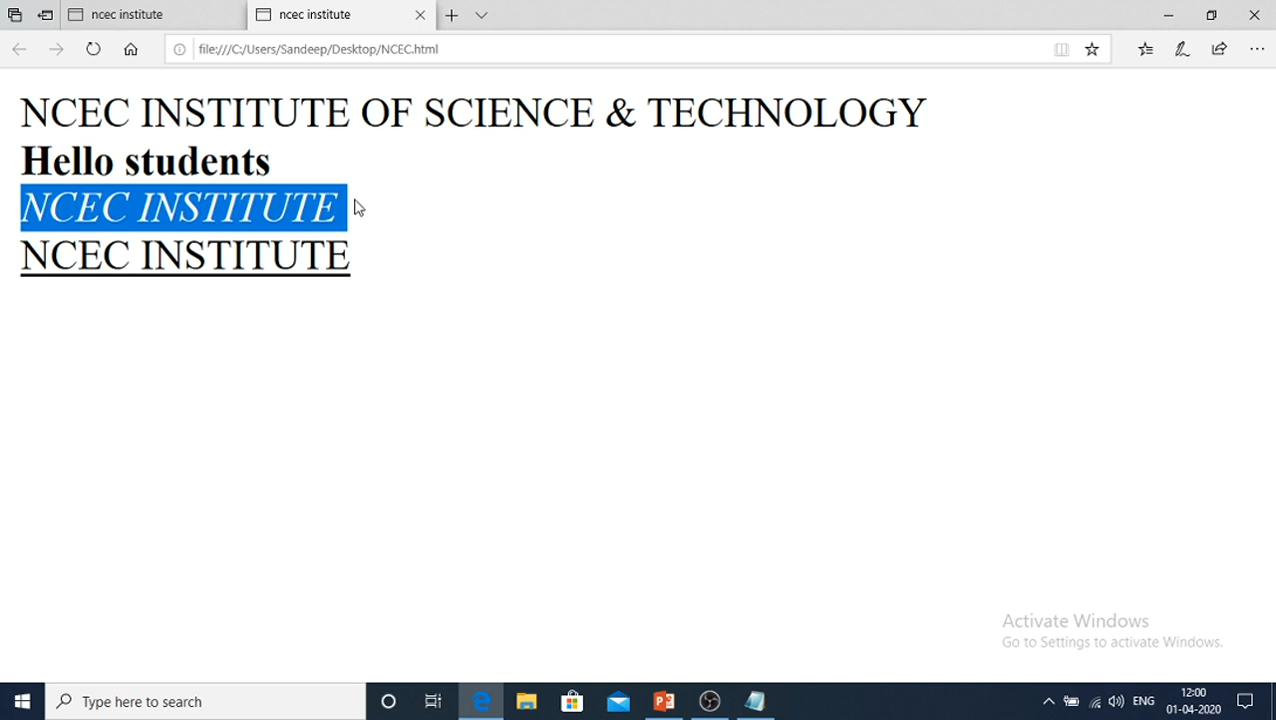 ncec institute
ncec institute
file:///C:/Users/Sandeep/Desktop/NCEC.html
NCEC INSTITUTE OF SCIENCE & TECHNOLOGY
Hello students
NCEC INSTITUTE
NCEC INSTITUTE
Activate Windows
Go to Settings to activate Windows.
Type here to search
ENG
12:00
01-04-2020